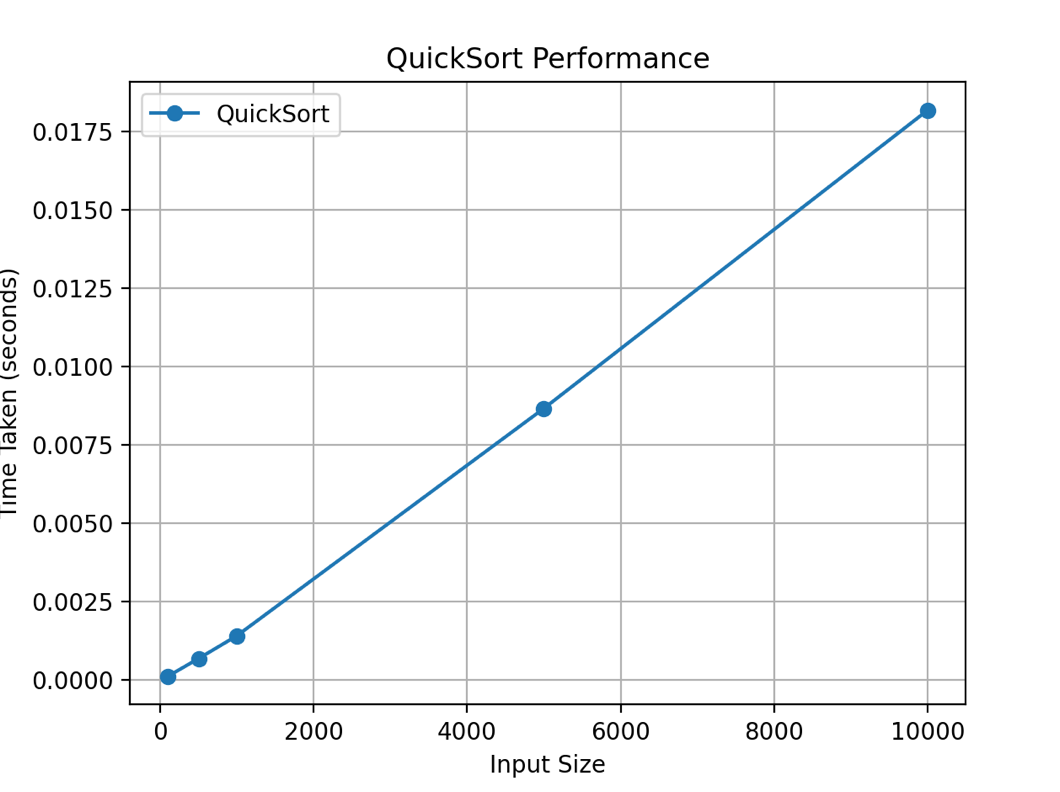 QuickSort Performance
QuickSort
0.0175
0.0150
0.0125
0.0100
0.0075
0.0050
0.0025
0.0000
Time Taken (seconds)
0 2000 4000 6000 8000 10000
Input Size